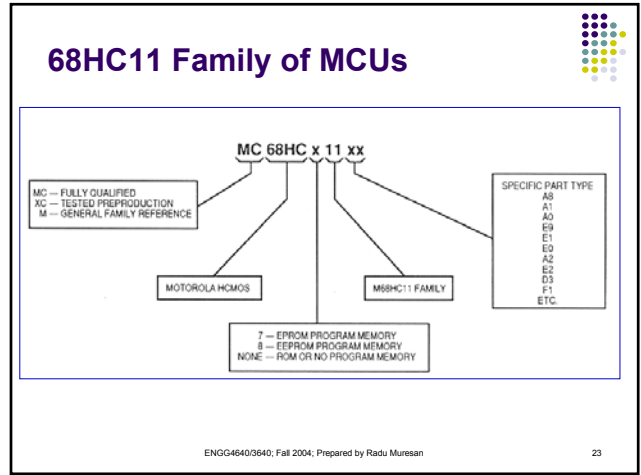 68HC11 Family of MCUs
MC 68HC x 11 xx
MC — FULLY QUALIFIED
XC — TESTED PREPRODUCTION
M — GENERAL FAMILY REFERENCE
MOTOROLA HCMOS
7 — EPROM PROGRAM MEMORY
8 — EEPROM PROGRAM MEMORY
NONE — ROM OR NO PROGRAM MEMORY
M68HC11 FAMILY
SPECIFIC PART TYPE
A8
A1
A0
E9
E1
E0
A2
E2
D3
F1
ETC.
ENGG4640/3640; Fall 2004; Prepared by Radu Muresan
23